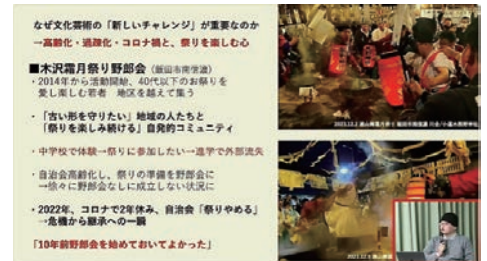 なぜ文化芸術の「新しいチャレンジ」が重要なのか
→高齢化・過疎化・コロナ禍と、祭りを楽しむ心
■木沢霜月祭り野郎会（飯田市南信濃）
・2014年から活動開始、40代以下のお祭りを
愛し楽しむ若者 地区を越えて集う
・「古い形を守りたい」地域の人たちと
「祭りを楽しみ続ける」自発的コミュニティ
・中学校で体験→祭りに参加したい→進学で外部流失
・自治会高齢化し、祭りの準備を野郎会に
→徐々に野郎会なしに成立しない状況に
・2022年、コロナで2年休み、自治会「祭りやめる」
→危機から継承への一翼
「10年前野郎会を始めておいてよかった」